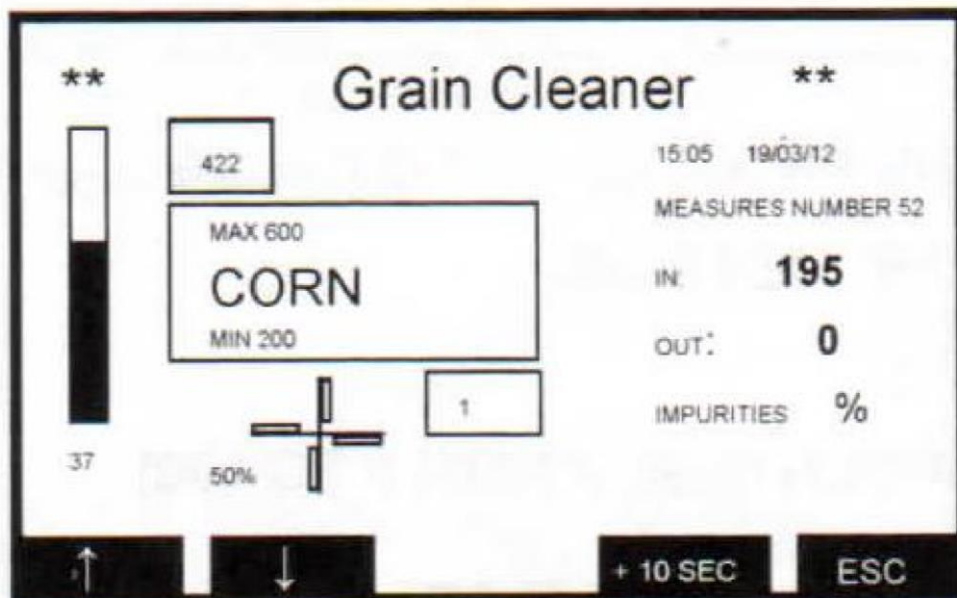 ** Grain Cleaner **
422
15:05 19/03/12
MEASURES NUMBER 52
MAX 600
CORN
MIN 200
IN: 195
OUT: 0
1
IMPURITIES %
37
50%
↑ ↓ + 10 SEC ESC